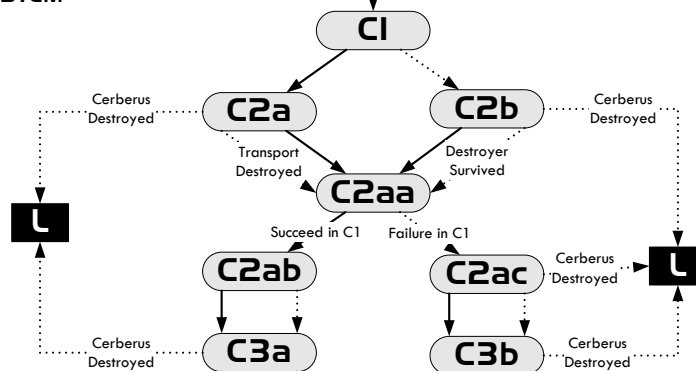 C1
C2a
C2b
Cerberus
Destroyed
Cerberus
Destroyed
Transport
Destroyed
Destroyer
Survived
C2aa
L
Succeed in C1
Failure in C1
C2ab
C2ac
Cerberus
Destroyed
L
C3a
C3b
Cerberus
Destroyed
Cerberus
Destroyed